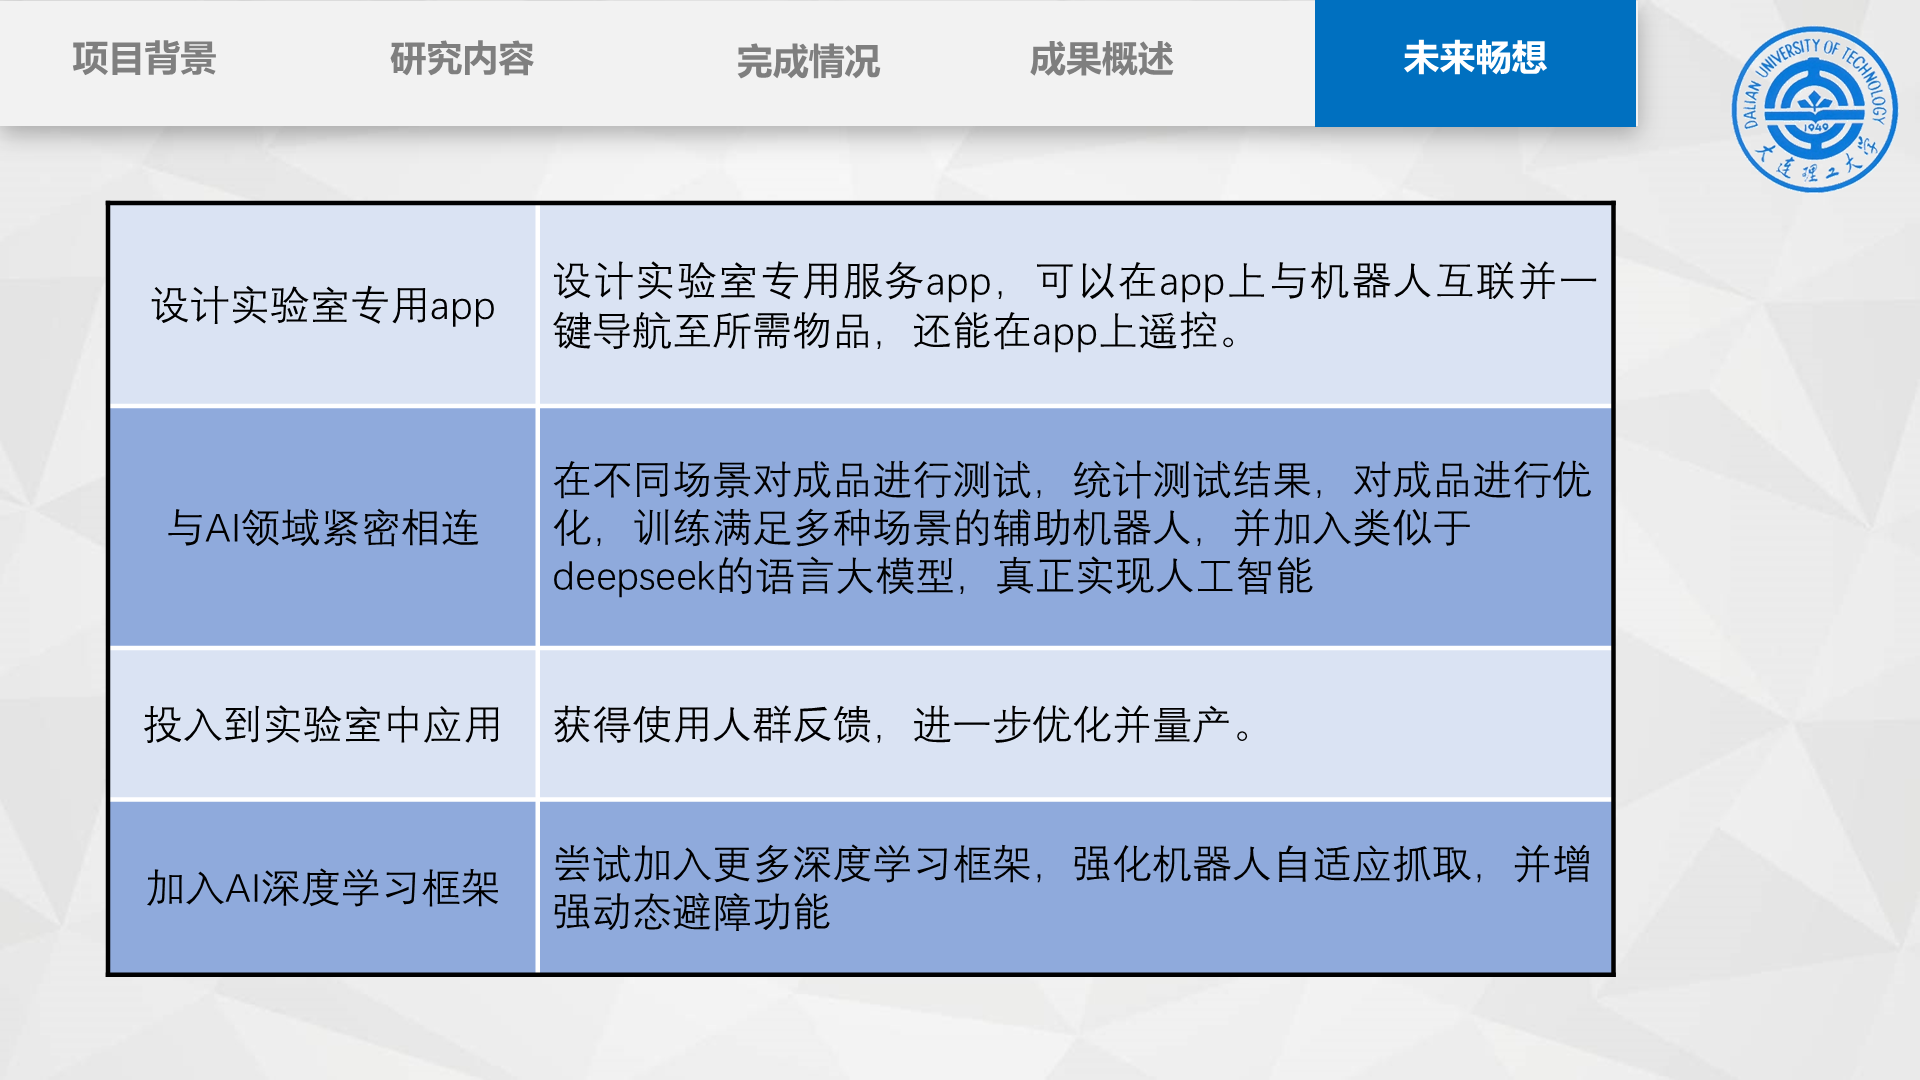 项目背景
研究内容
完成情况
成果概述
未来畅想
DALIAN UNIVERSITY OF TECHNOLOGY
1949
大连理工大学
设计实验室专用app
设计实验室专用服务app，可以在app上与机器人互联并一
键导航至所需物品，还能在app上遥控。
与AI领域紧密相连
在不同场景对成品进行测试，统计测试结果，对成品进行优
化，训练满足多种场景的辅助机器人，并加入类似于
deepseek的语言大模型，真正实现人工智能
投入到实验室中应用
获得使用人群反馈，进一步优化并量产。
加入AI深度学习框架
尝试加入更多深度学习框架，强化机器人自适应抓取，并增
强动态避障功能